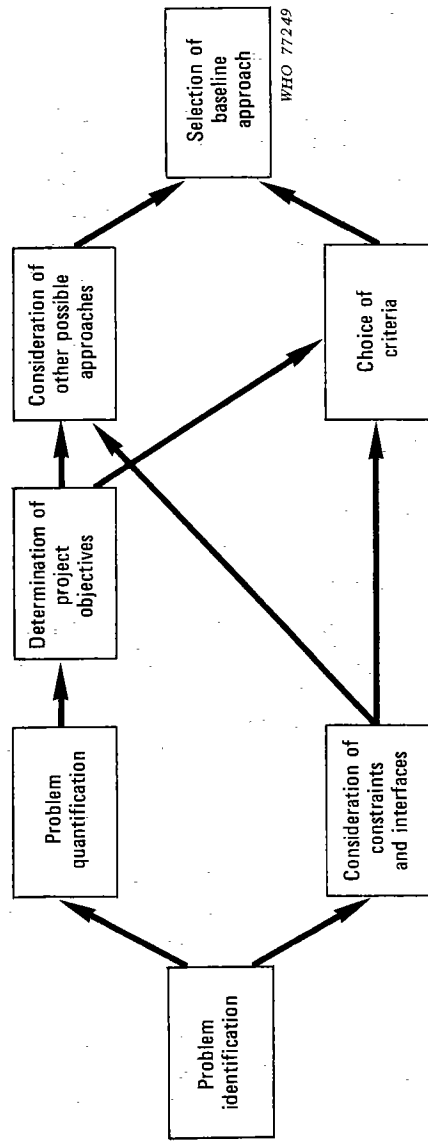 Problem
identification
Problem
quantification
Determination of
project
objectives
Consideration of
other possible
approaches
Consideration of
constraints
and interfaces
Choice of
criteria
Selection of
baseline
approach
WHO 77249